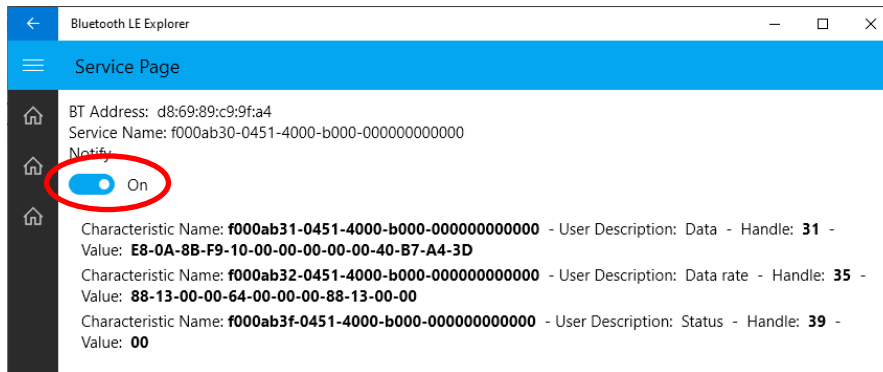 Bluetooth LE Explorer
Service Page
BT Address: d8:69:89:c9:9f:a4
Service Name: f000ab30-0451-4000-b000-000000000000
Notify
On
Characteristic Name: f000ab31-0451-4000-b000-000000000000 - User Description: Data - Handle: 31 -
Value: E8-0A-8B-F9-10-00-00-00-00-40-B7-A4-3D
Characteristic Name: f000ab32-0451-4000-b000-000000000000 - User Description: Data rate - Handle: 35 -
Value: 88-13-00-00-64-00-00-00-88-13-00-00
Characteristic Name: f000ab3f-0451-4000-b000-000000000000 - User Description: Status - Handle: 39 -
Value: 00